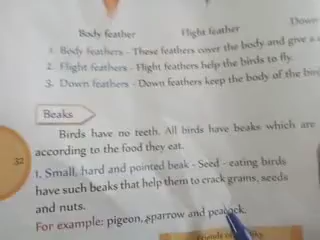 Down
Body feather Flight feather
1. Body feathers - These feathers cover the body and give a
2. Flight feathers - Flight feathers help the birds to fly.
3. Down feathers - Down feathers keep the body of the bird
Beaks
Birds have no teeth. All birds have beaks which are
according to the food they eat.
32
1. Small, hard and pointed beak - Seed - eating birds
have such beaks that help them to crack grains, seeds
and nuts.
For example: pigeon, sparrow and peacock.